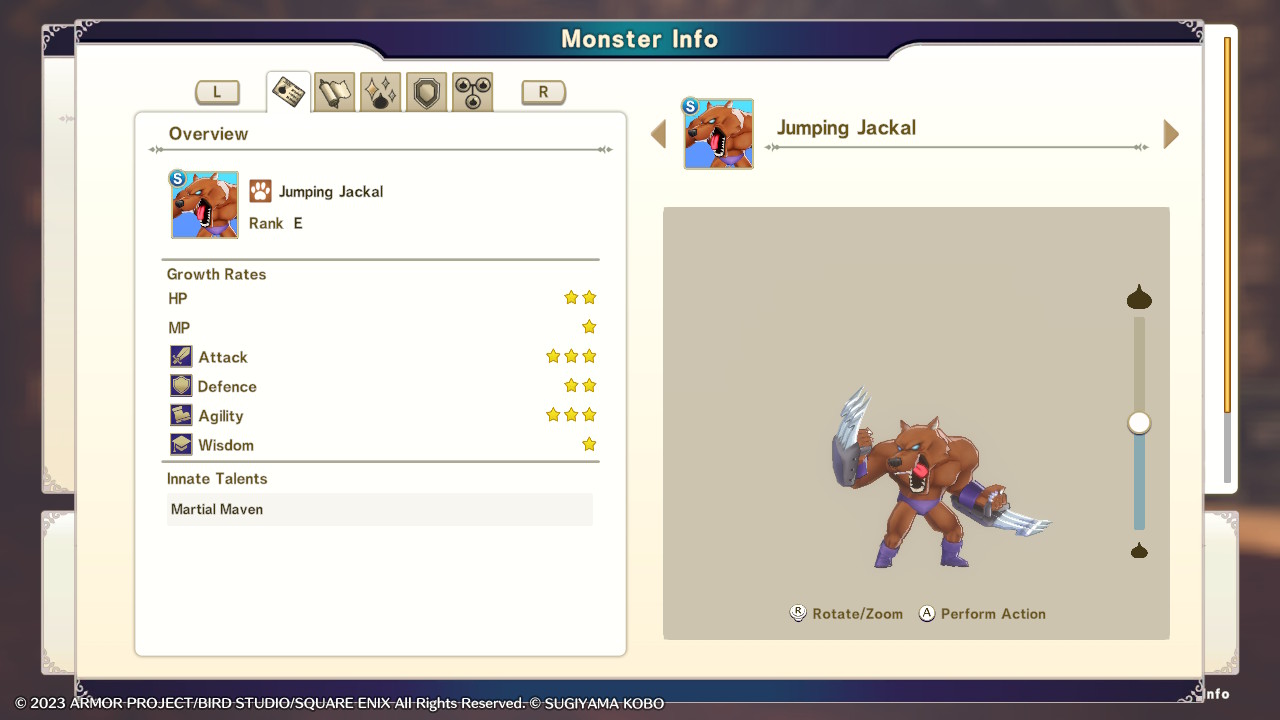 Monster Info
L
R
Overview
S
Jumping Jackal
Rank E
Growth Rates
HP
MP
Attack
Defence
Agility
Wisdom
Innate Talents
Martial Maven
S
Jumping Jackal
R Rotate/Zoom A Perform Action
nfo
© 2023 ARMOR PROJECT/BIRD STUDIO/SQUARE ENIX All Rights Reserved. © SUGIYAMA KOBO